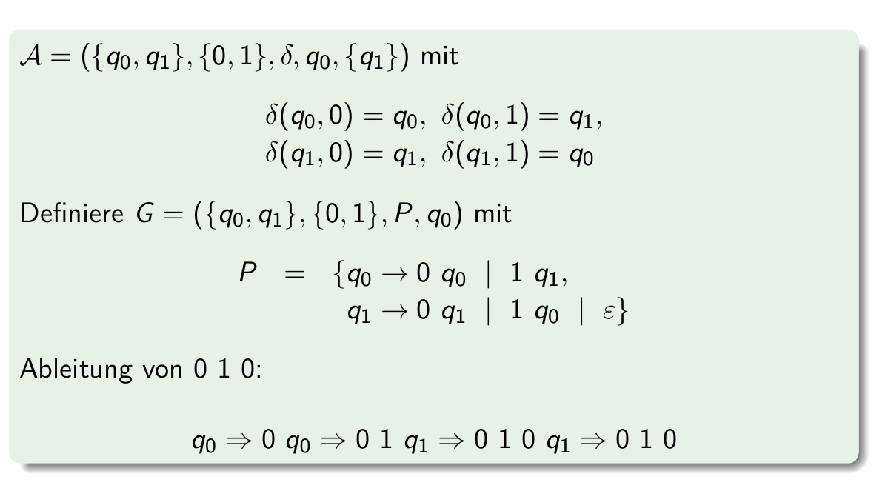 𝒜 = ({q₀, q₁}, {0, 1}, δ, q₀, {q₁}) mit
δ(q₀, 0) = q₀, δ(q₀, 1) = q₁,
δ(q₁, 0) = q₁, δ(q₁, 1) = q₀
Definiere G = ({q₀, q₁}, {0, 1}, P, q₀) mit
P = {q₀ → 0 q₀ | 1 q₁,
q₁ → 0 q₁ | 1 q₀ | ε}
Ableitung von 0 1 0:
q₀ ⇒ 0 q₀ ⇒ 0 1 q₁ ⇒ 0 1 0 q₁ ⇒ 0 1 0